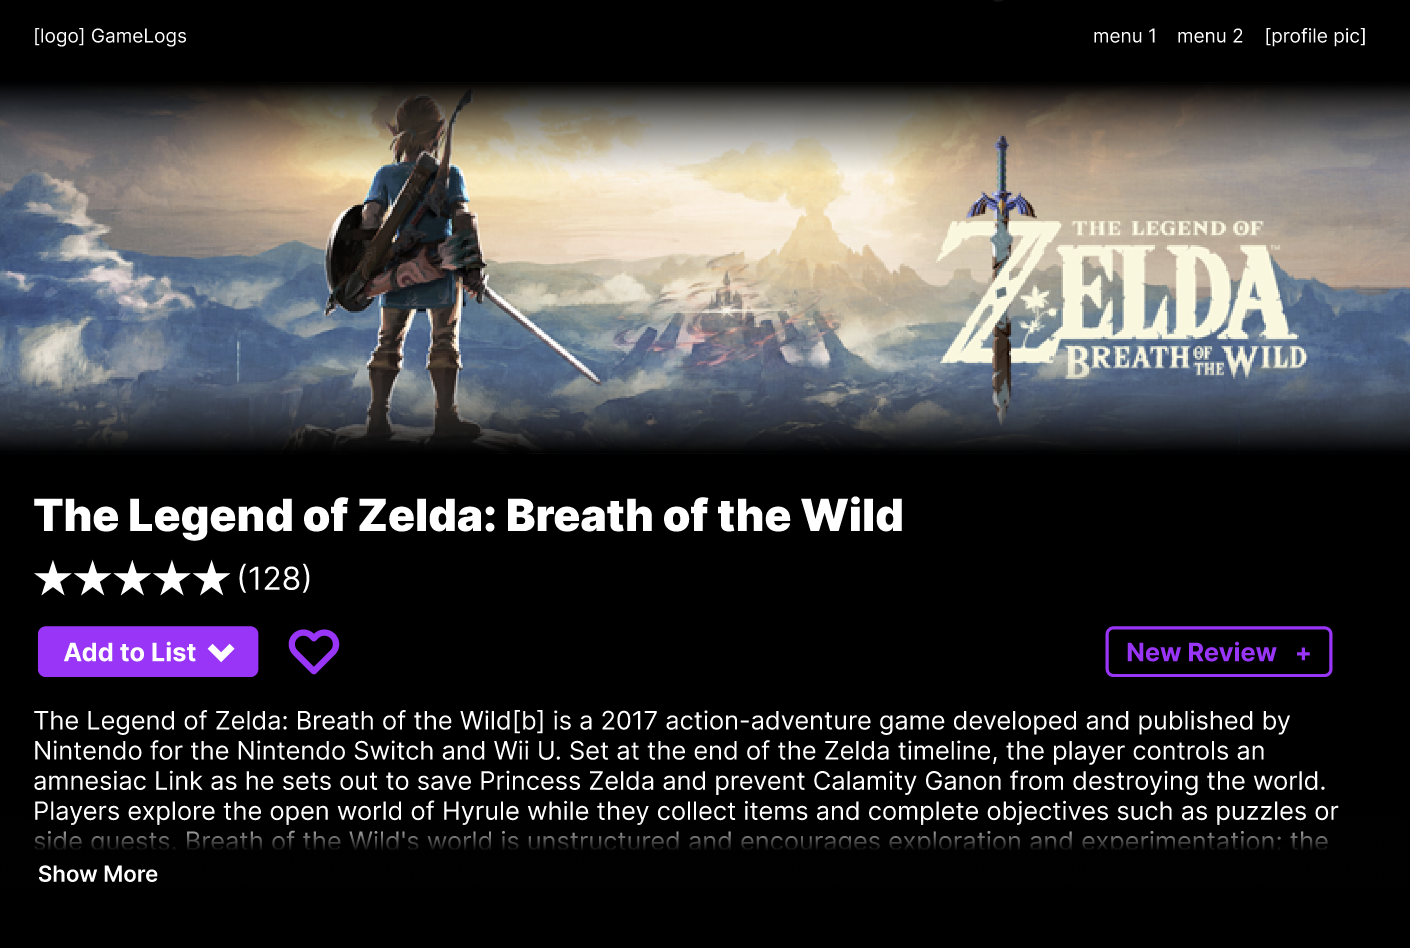 [logo] GameLogs
menu 1 menu 2 [profile pic]
THE LEGEND OF
ZELDA™
BREATH OF THE WILD
The Legend of Zelda: Breath of the Wild
★★★★★(128)
Add to List
New Review +
The Legend of Zelda: Breath of the Wild[b] is a 2017 action-adventure game developed and published by
Nintendo for the Nintendo Switch and Wii U. Set at the end of the Zelda timeline, the player controls an
amnesiac Link as he sets out to save Princess Zelda and prevent Calamity Ganon from destroying the world.
Players explore the open world of Hyrule while they collect items and complete objectives such as puzzles or
side quests. Breath of the Wild's world is unstructured and encourages exploration and experimentation; the
Show More